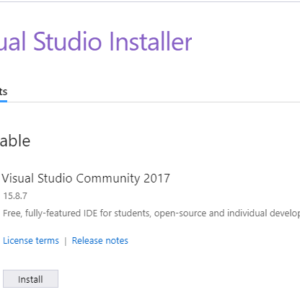 ual Studio Installer
ts
able
Visual Studio Community 2017
15.8.7
Free, fully-featured IDE for students, open-source and individual develop
License terms | Release notes
Install